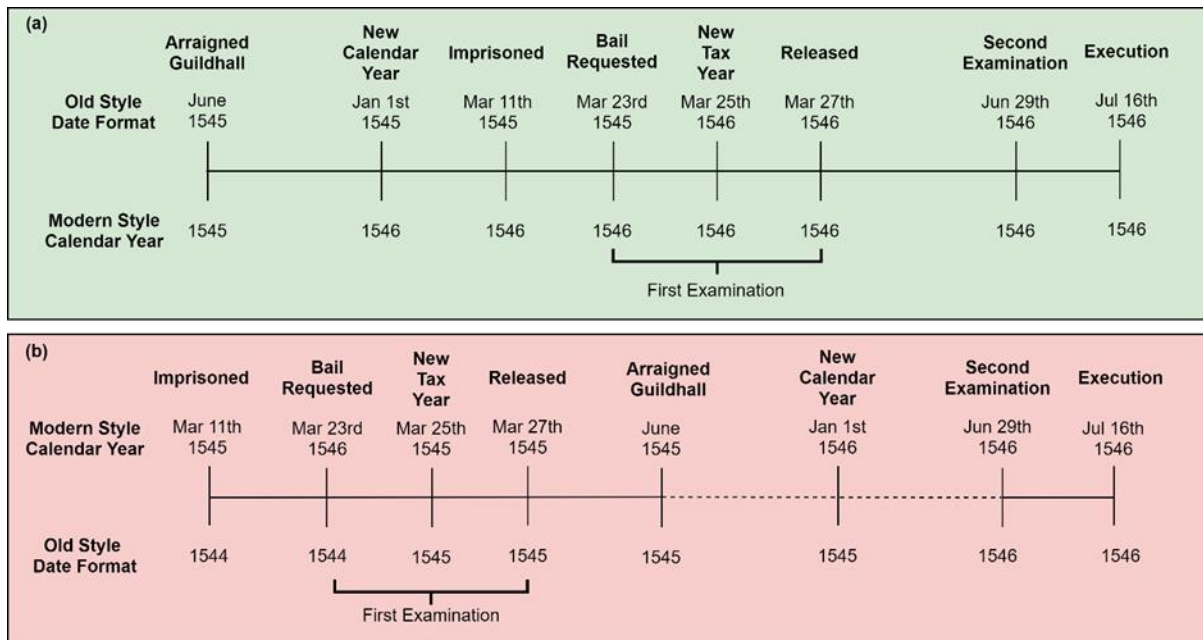 (a)
Arraigned
Guildhall
New
Calendar
Year
Imprisoned
Bail
Requested
New
Tax
Year
Released
Second
Examination
Execution
Old Style
Date Format
June
1545
Jan 1st
1545
Mar 11th
1545
Mar 23rd
1545
Mar 25th
1546
Mar 27th
1546
Jun 29th
1546
Jul 16th
1546
Modern Style
Calendar Year
1545
1546
1546
1546
1546
1546
1546
1546
First Examination
(b)
Imprisoned
Bail
Requested
New
Tax
Year
Released
Arraigned
Guildhall
New
Calendar
Year
Second
Examination
Execution
Modern Style
Calendar Year
Mar 11th
1545
Mar 23rd
1546
Mar 25th
1545
Mar 27th
1545
June
1545
Jan 1st
1546
Jun 29th
1546
Jul 16th
1546
Old Style
Date Format
1544
1544
1545
1545
1545
1545
1546
1546
First Examination